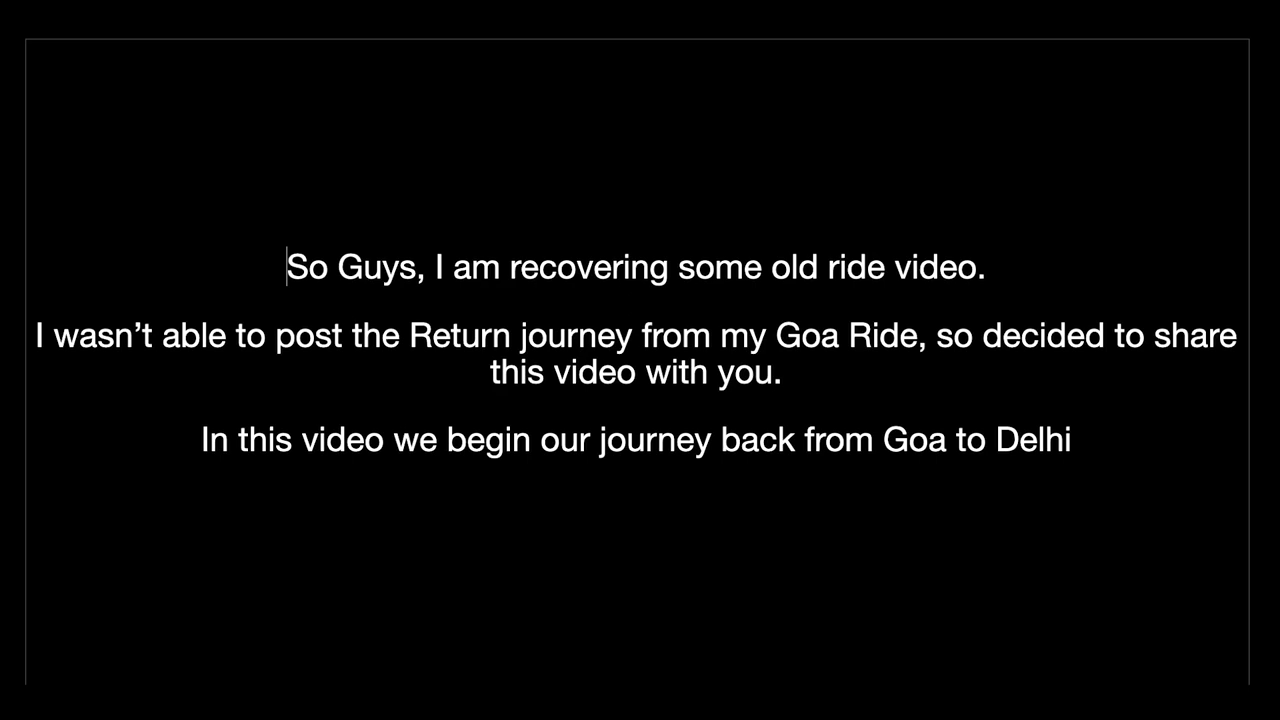 So Guys, I am recovering some old ride video.
I wasn’t able to post the Return journey from my Goa Ride, so decided to share
this video with you.
In this video we begin our journey back from Goa to Delhi